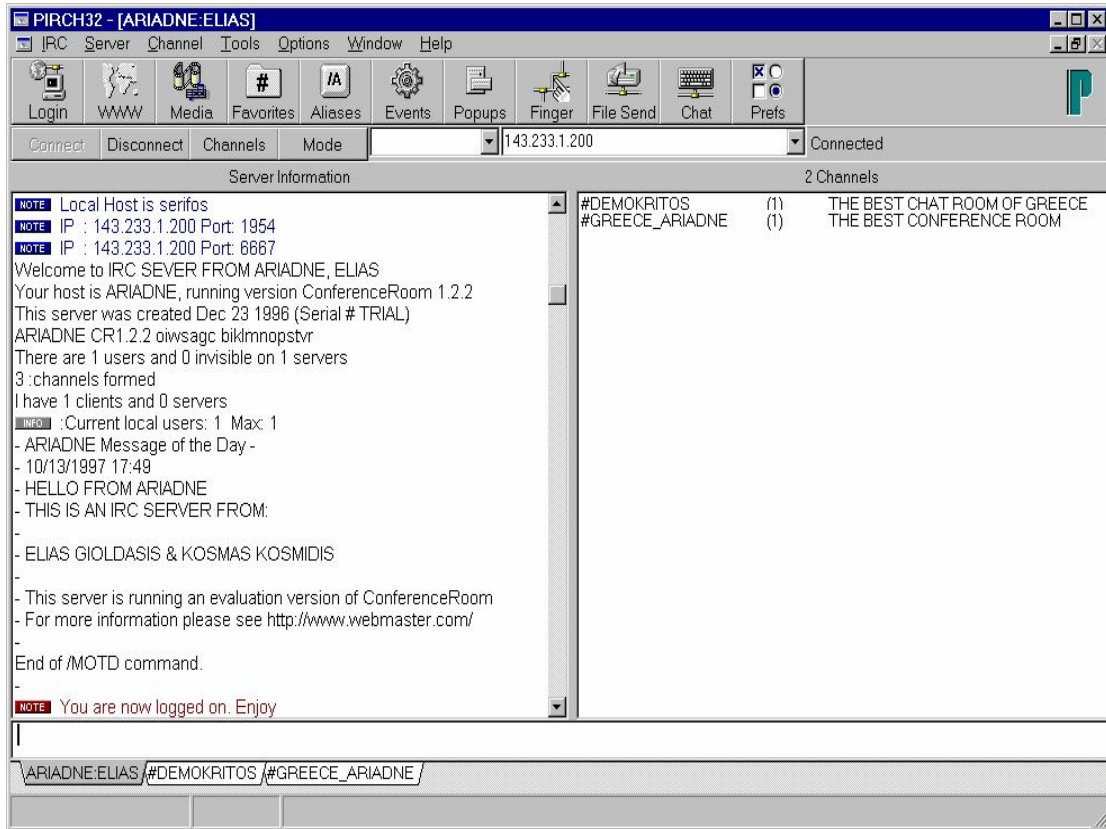 PIRCH32 - [ARIADNE:ELIAS]
IRC Server Channel Tools Options Window Help
Login WWW Media Favorites Aliases Events Popups Finger File Send Chat Prefs
# /A
Connect Disconnect Channels Mode 143.233.1.200 Connected
Server Information
NOTE Local Host is serifos
NOTE IP : 143.233.1.200 Port: 1954
NOTE IP : 143.233.1.200 Port: 6667
Welcome to IRC SEVER FROM ARIADNE, ELIAS
Your host is ARIADNE, running version ConferenceRoom 1.2.2
This server was created Dec 23 1996 (Serial # TRIAL)
ARIADNE CR1.2.2 oiwsagc biklmnopstvr
There are 1 users and 0 invisible on 1 servers
3 :channels formed
I have 1 clients and 0 servers
INFO :Current local users: 1 Max: 1
- ARIADNE Message of the Day -
- 10/13/1997 17:49
- HELLO FROM ARIADNE
- THIS IS AN IRC SERVER FROM:
-
- ELIAS GIOLDASIS & KOSMAS KOSMIDIS
-
- This server is running an evaluation version of ConferenceRoom
- For more information please see http://www.webmaster.com/
-
End of /MOTD command.
-
NOTE You are now logged on. Enjoy
2 Channels
#DEMOKRITOS (1) THE BEST CHAT ROOM OF GREECE
#GREECE_ARIADNE (1) THE BEST CONFERENCE ROOM
ARIADNE:ELIAS #DEMOKRITOS #GREECE_ARIADNE